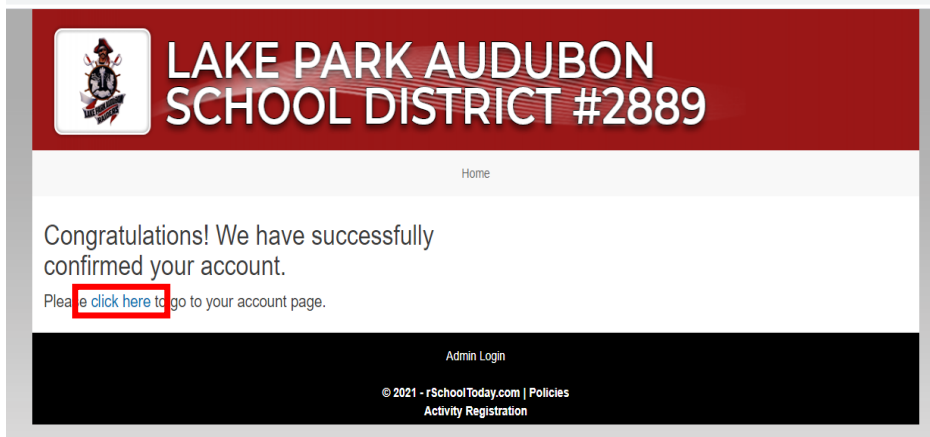 LAKE PARK AUDUBON
SCHOOL DISTRICT #2889
Home
Congratulations! We have successfully
confirmed your account.
Please click here to go to your account page.
Admin Login
© 2021 - rSchoolToday.com | Policies
Activity Registration